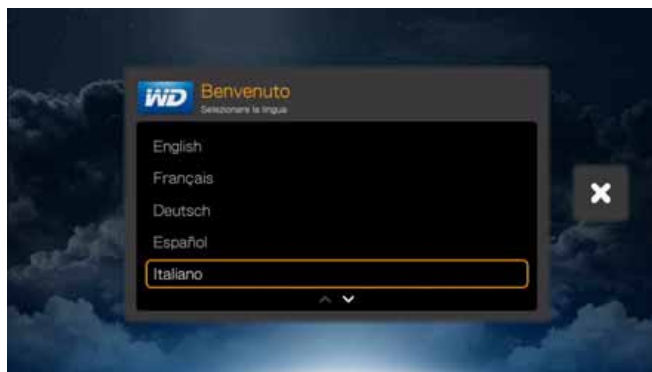 WD
Benvenuto
Selezionare la lingua
English
Français
Deutsch
Español
Italiano